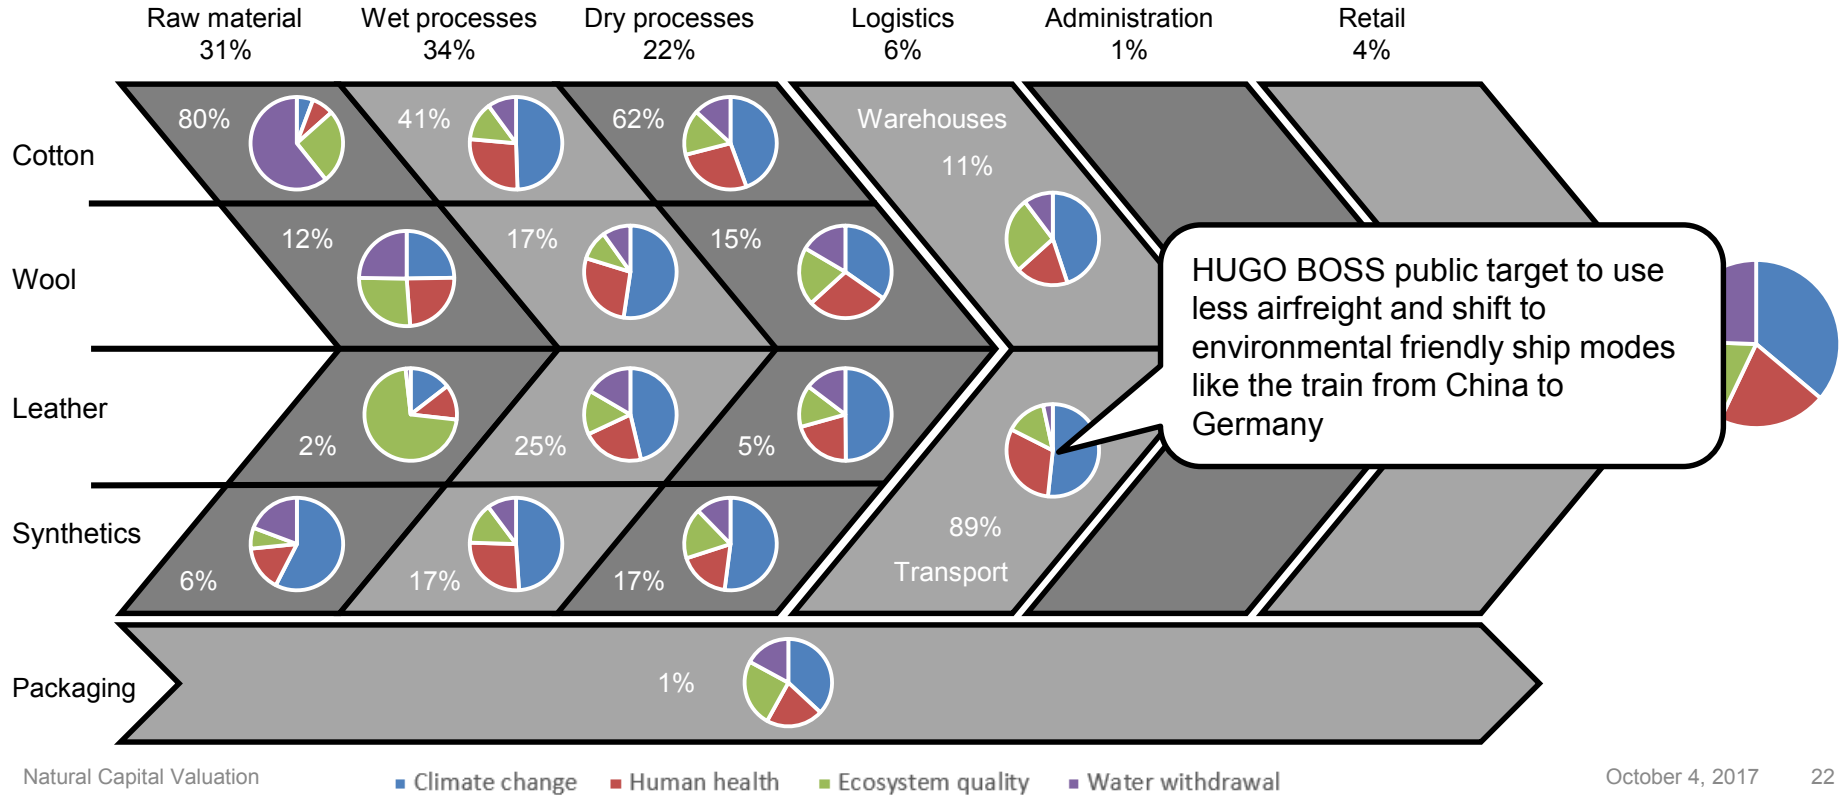 Raw material
31%
Wet processes
34%
Dry processes
22%
Logistics
6%
Administration
1%
Retail
4%
Cotton
80%
41%
62%
Warehouses
11%
Wool
12%
17%
15%
HUGO BOSS public target to use
less airfreight and shift to
environmental friendly ship modes
like the train from China to
Germany
Leather
2%
25%
5%
Synthetics
6%
17%
17%
89%
Transport
Packaging
1%
Natural Capital Valuation
Climate change
Human health
Ecosystem quality
Water withdrawal
October 4, 2017
22